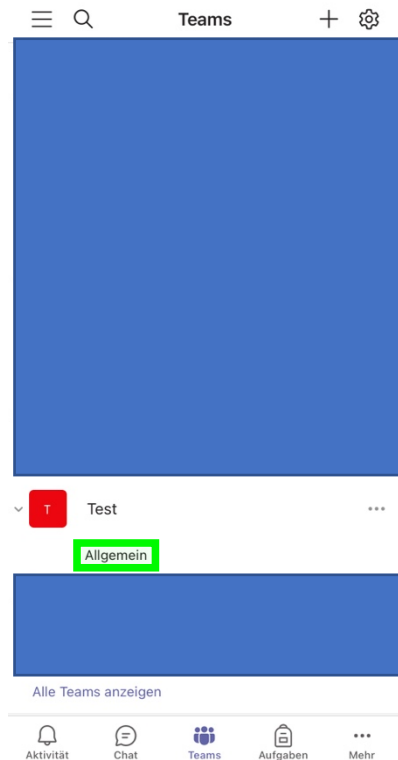 Teams
T Test
Allgemein
Alle Teams anzeigen
Aktivität Chat Teams Aufgaben Mehr